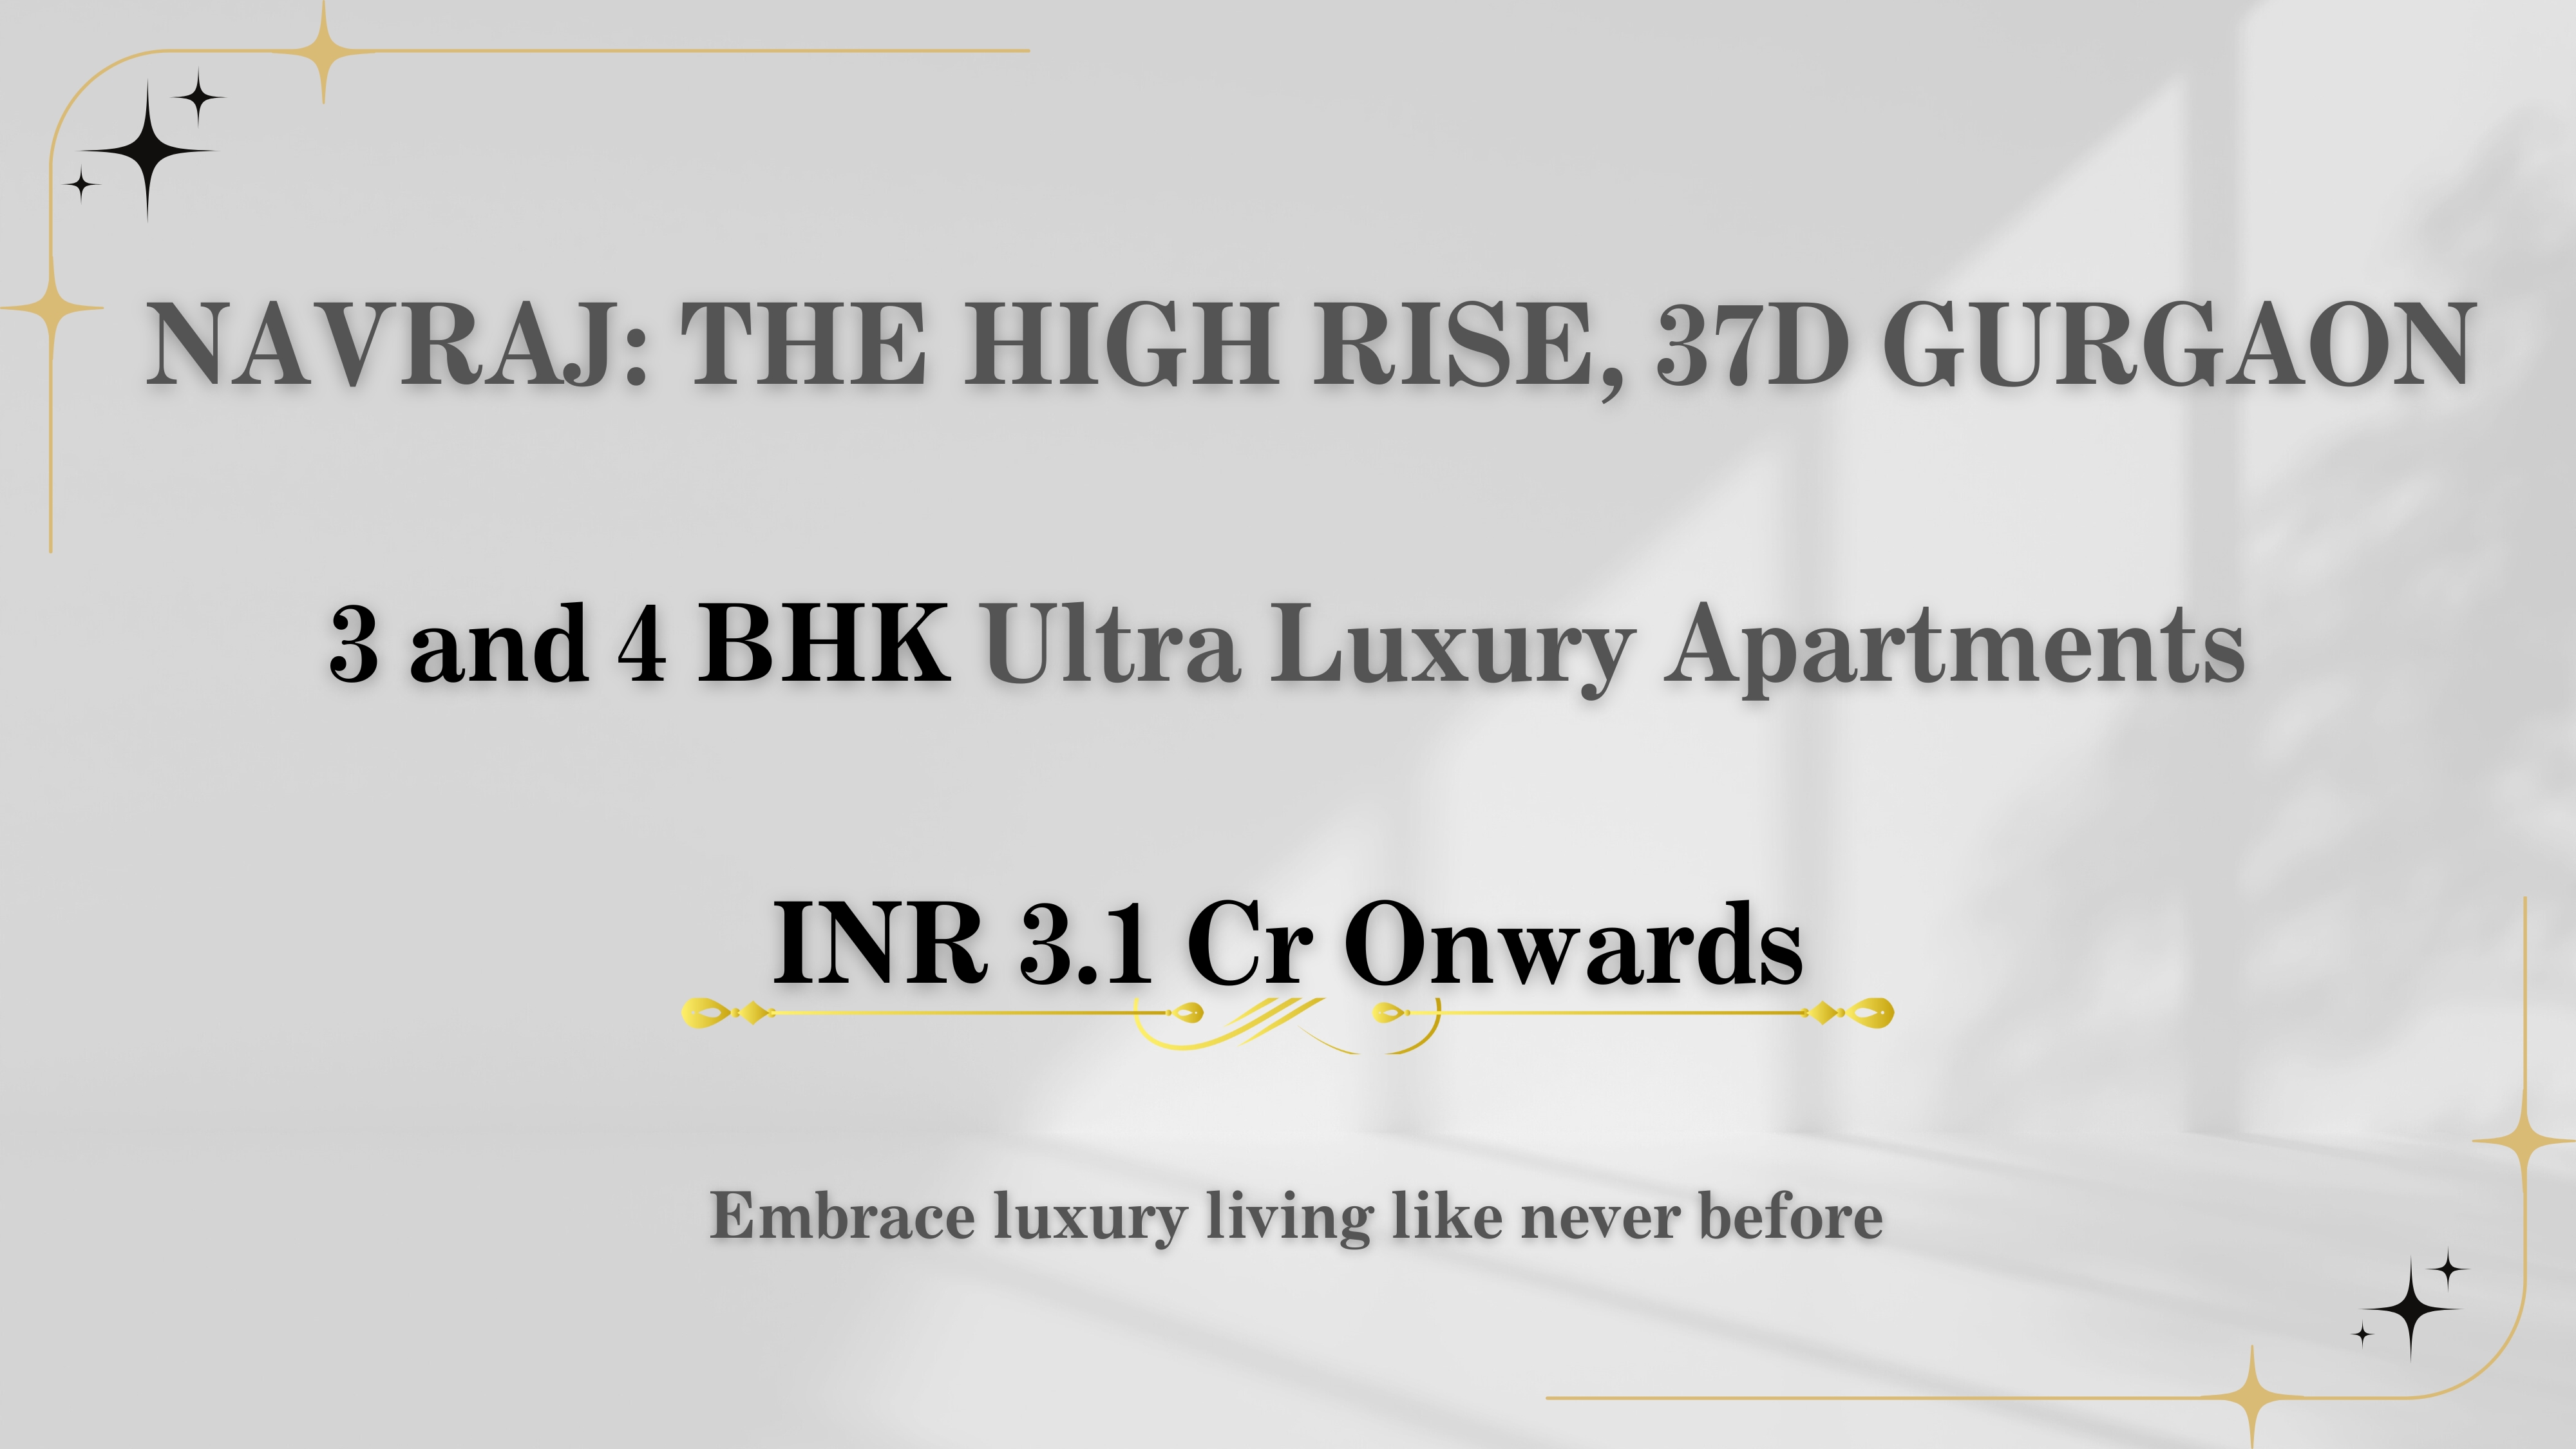 NAVRAJ: THE HIGH RISE, 37D GURGAON
3 and 4 BHK Ultra Luxury Apartments
INR 3.1 Cr Onwards
Embrace luxury living like never before